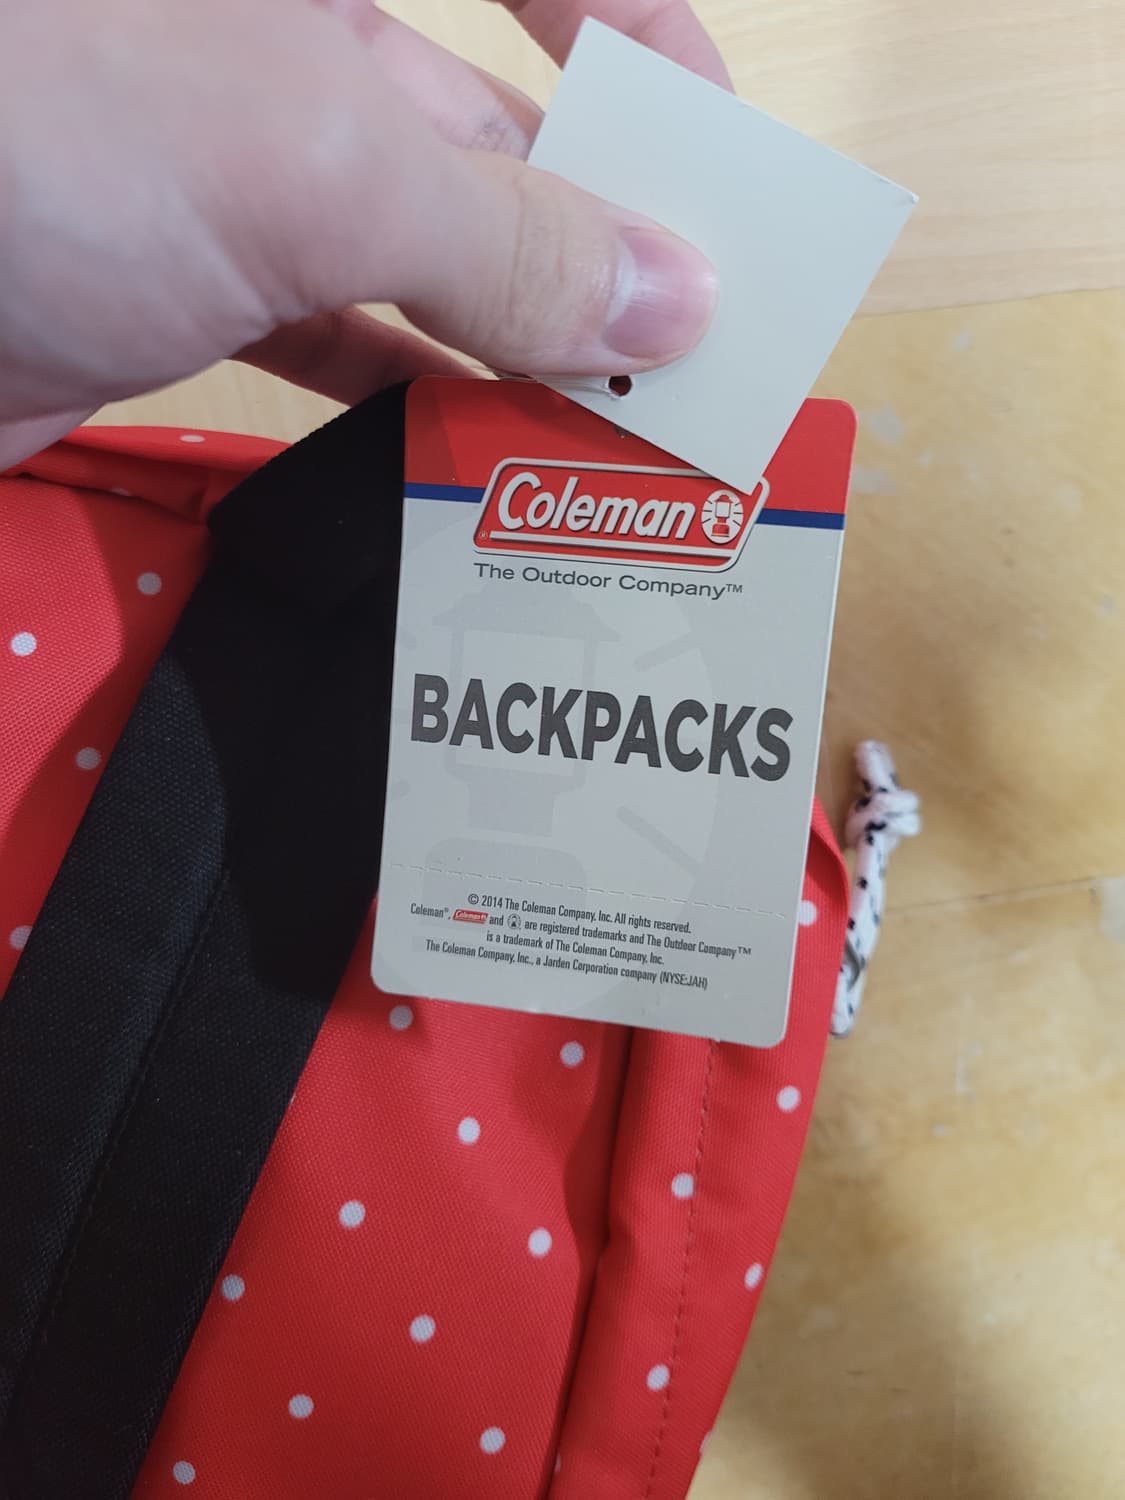 Coleman
®
The Outdoor Company™
BACKPACKS
© 2014 The Coleman Company, Inc. All rights reserved.
Coleman®, Coleman and are registered trademarks and The Outdoor Company™
is a trademark of The Coleman Company, Inc.
The Coleman Company, Inc., a Jarden Corporation company (NYSE:JAH)